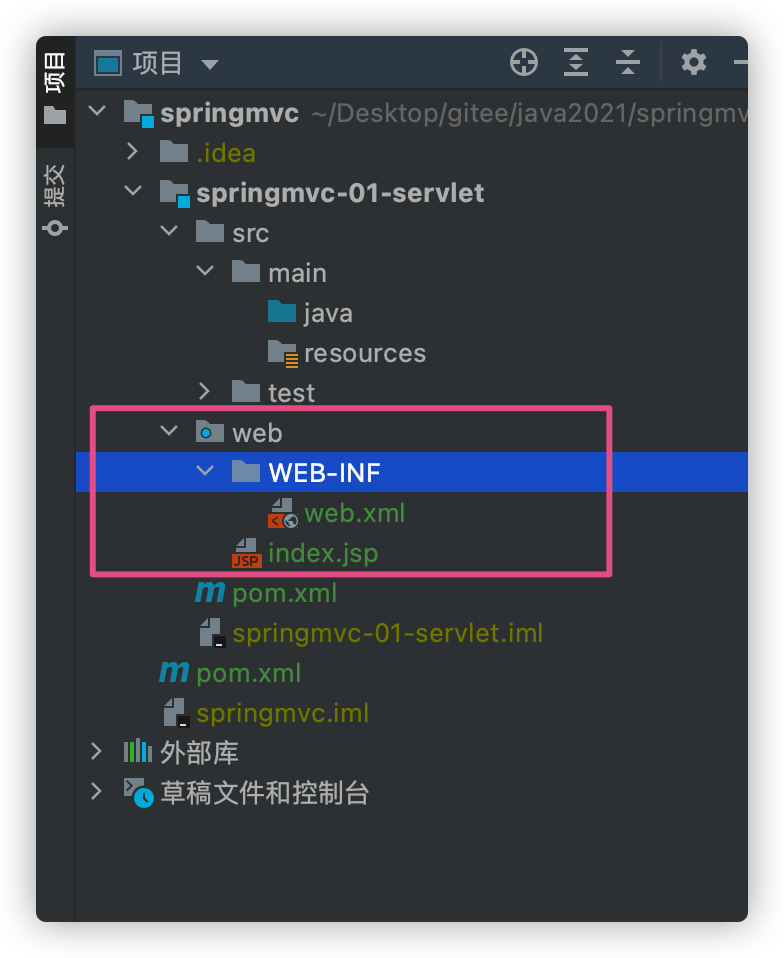 项目
提交
项目
springmvc ~/Desktop/gitee/java2021/springmv
.idea
springmvc-01-servlet
src
main
java
resources
test
web
WEB-INF
web.xml
JSP index.jsp
m pom.xml
springmvc-01-servlet.iml
m pom.xml
springmvc.iml
外部库
草稿文件和控制台